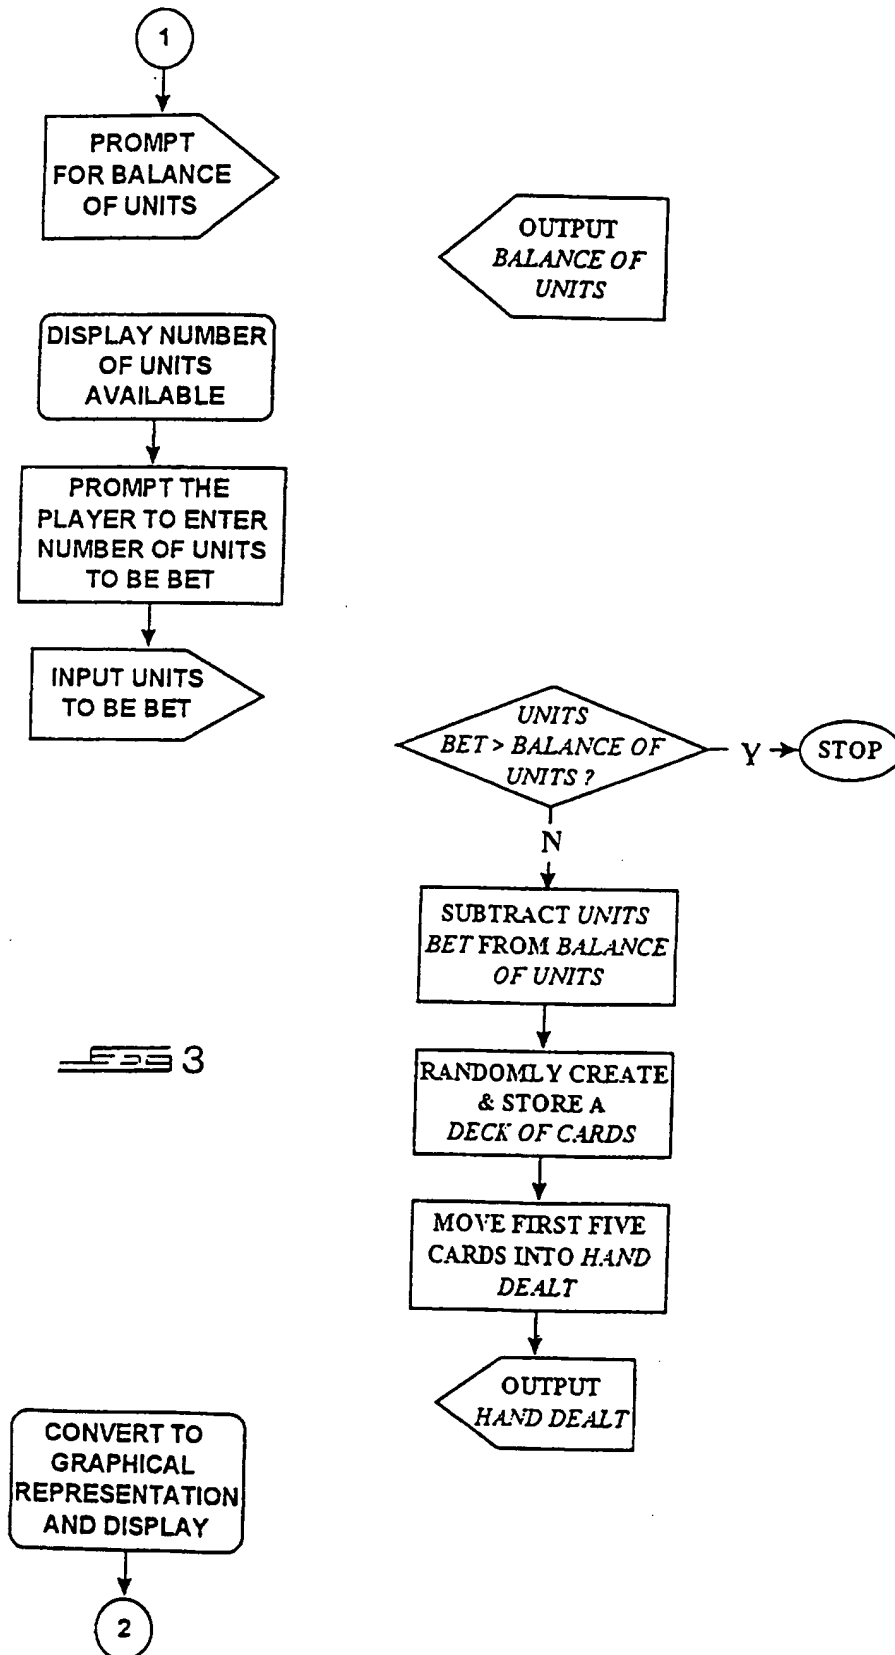 1
PROMPT
FOR BALANCE
OF UNITS
OUTPUT
BALANCE OF
UNITS
DISPLAY NUMBER
OF UNITS
AVAILABLE
PROMPT THE
PLAYER TO ENTER
NUMBER OF UNITS
TO BE BET
INPUT UNITS
TO BE BET
UNITS
BET > BALANCE OF
UNITS ?
Y
STOP
N
SUBTRACT UNITS
BET FROM BALANCE
OF UNITS
RANDOMLY CREATE
& STORE A
DECK OF CARDS
3
MOVE FIRST FIVE
CARDS INTO HAND
DEALT
OUTPUT
HAND DEALT
CONVERT TO
GRAPHICAL
REPRESENTATION
AND DISPLAY
2